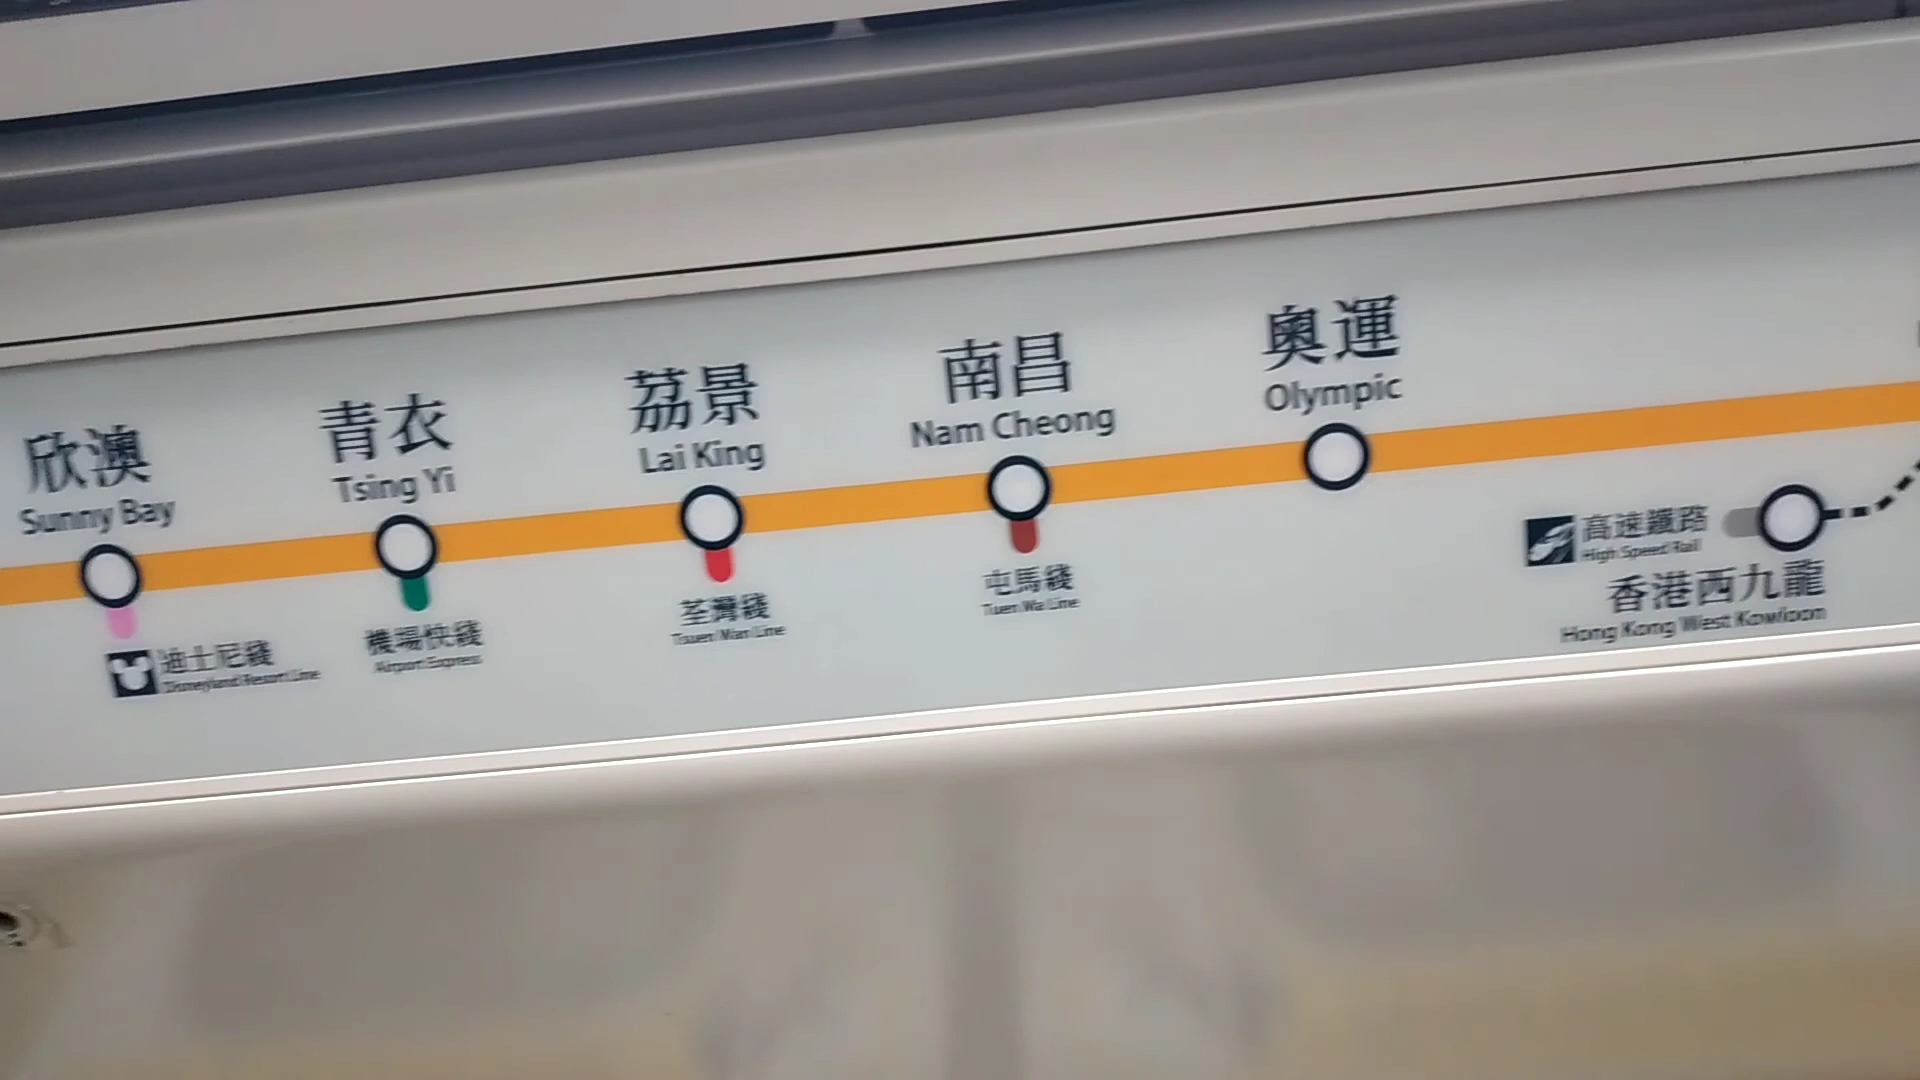 欣澳
Sunny Bay
迪士尼綫
Disneyland Resort Line
青衣
Tsing Yi
機場快綫
Airport Express
荔景
Lai King
荃灣綫
Tsuen Wan Line
南昌
Nam Cheong
屯馬綫
Tuen Ma Line
奧運
Olympic
高速鐵路
High Speed Rail
香港西九龍
Hong Kong West Kowloon